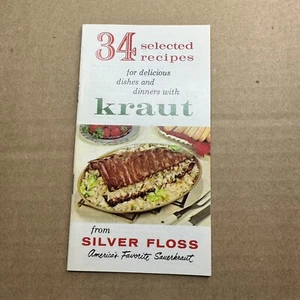 34 selected
recipes
for delicious
dishes and
dinners with
kraut
from
SILVER FLOSS
America's Favorite Sauerkraut